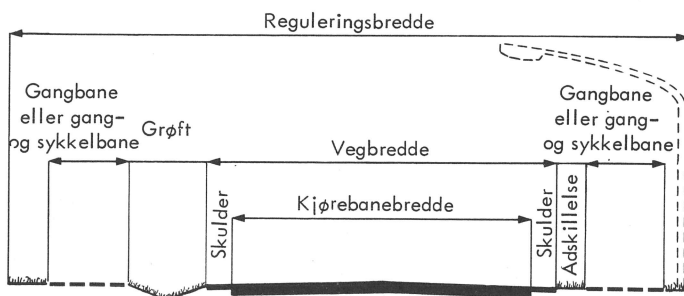 Reguleringsbredde
Gangbane
eller gang-
og sykkelbane
Grøft
Gangbane
eller gang-
og sykkelbane
Vegbredde
Skulder
Kjørebanebredde
Skulder
Adskillelse